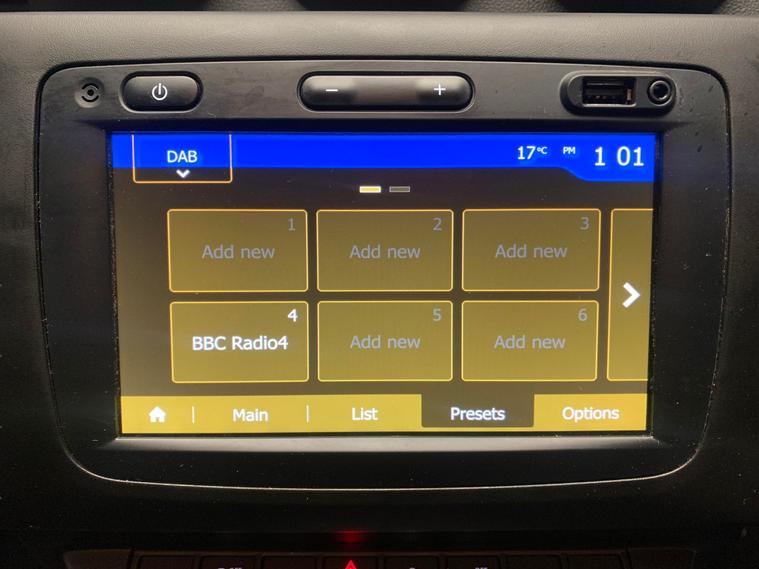 − +
DAB 17°C PM 1 01
1 2 3
Add new Add new Add new
4 5 6
BBC Radio4 Add new Add new
Main List Presets Options